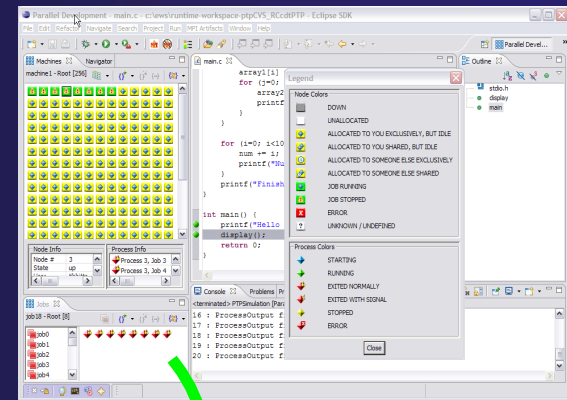 Parallel Development - main.c - c:\ews\runtime-workspace-ptpCVS_RCcdtPTP - Eclipse SDK
File Edit Refactor Navigate Search Project Run MPI Artifacts Window Help
Parallel Devel...
Machines Navigator
machine1 - Root [256]
Node Info
Node # 3
State up
Process Info
Process 3, Job 3
Process 3, Job 4
Jobs
job18 - Root [8]
job0
job1
job2
job3
job4
main.c
array1[i]
for (j=0;
array2
printf
}
}
for (i=0; i<10
num += i;
printf("Nu
}
printf("Finish
}
int main() {
printf("Hello
display();
return 0;
}
Console Problems Pr
<terminated> PTPSimulation [Para
16 : ProcessOutput f
17 : ProcessOutput f
18 : ProcessOutput f
19 : ProcessOutput f
20 : ProcessOutput f
Legend
Node Colors
DOWN
UNALLOCATED
ALLOCATED TO YOU EXCLUSIVELY, BUT IDLE
ALLOCATED TO YOU SHARED, BUT IDLE
ALLOCATED TO SOMEONE ELSE EXCLUSIVELY
ALLOCATED TO SOMEONE ELSE SHARED
JOB RUNNING
JOB STOPPED
ERROR
? UNKNOWN / UNDEFINED
Process Colors
STARTING
RUNNING
EXITED NORMALLY
EXITED WITH SIGNAL
STOPPED
ERROR
Close
Outline
stdio.h
display
main